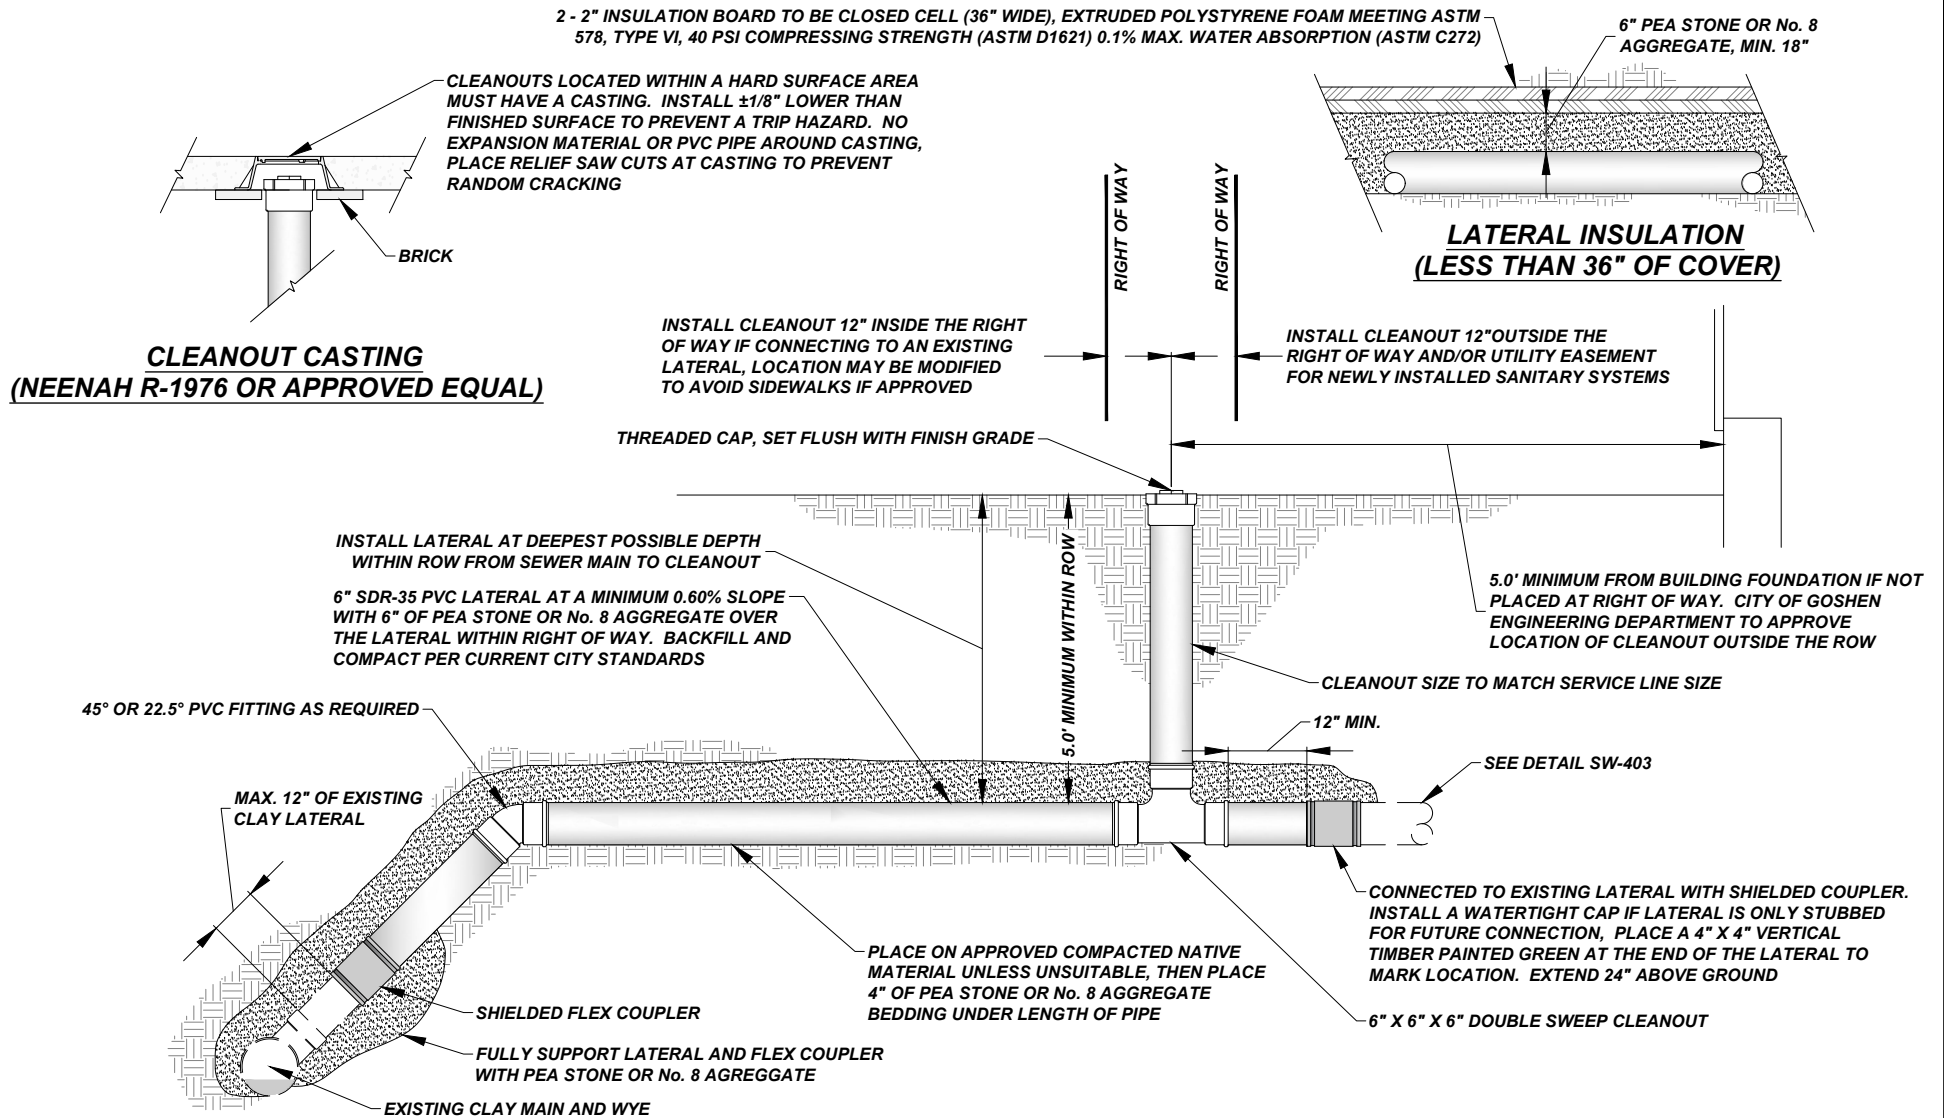 2 - 2" INSULATION BOARD TO BE CLOSED CELL (36" WIDE), EXTRUDED POLYSTYRENE FOAM MEETING ASTM
578, TYPE VI, 40 PSI COMPRESSING STRENGTH (ASTM D1621) 0.1% MAX. WATER ABSORPTION (ASTM C272)
6" PEA STONE OR No. 8
AGGREGATE, MIN. 18"
CLEANOUTS LOCATED WITHIN A HARD SURFACE AREA
MUST HAVE A CASTING. INSTALL ±1/8" LOWER THAN
FINISHED SURFACE TO PREVENT A TRIP HAZARD. NO
EXPANSION MATERIAL OR PVC PIPE AROUND CASTING,
PLACE RELIEF SAW CUTS AT CASTING TO PREVENT
RANDOM CRACKING
BRICK
CLEANOUT CASTING
(NEENAH R-1976 OR APPROVED EQUAL)
RIGHT OF WAY
RIGHT OF WAY
LATERAL INSULATION
(LESS THAN 36" OF COVER)
INSTALL CLEANOUT 12" INSIDE THE RIGHT
OF WAY IF CONNECTING TO AN EXISTING
LATERAL, LOCATION MAY BE MODIFIED
TO AVOID SIDEWALKS IF APPROVED
INSTALL CLEANOUT 12"OUTSIDE THE
RIGHT OF WAY AND/OR UTILITY EASEMENT
FOR NEWLY INSTALLED SANITARY SYSTEMS
THREADED CAP, SET FLUSH WITH FINISH GRADE
INSTALL LATERAL AT DEEPEST POSSIBLE DEPTH
WITHIN ROW FROM SEWER MAIN TO CLEANOUT
6" SDR-35 PVC LATERAL AT A MINIMUM 0.60% SLOPE
WITH 6" OF PEA STONE OR No. 8 AGGREGATE OVER
THE LATERAL WITHIN RIGHT OF WAY. BACKFILL AND
COMPACT PER CURRENT CITY STANDARDS
5.0' MINIMUM WITHIN ROW
5.0' MINIMUM FROM BUILDING FOUNDATION IF NOT
PLACED AT RIGHT OF WAY. CITY OF GOSHEN
ENGINEERING DEPARTMENT TO APPROVE
LOCATION OF CLEANOUT OUTSIDE THE ROW
CLEANOUT SIZE TO MATCH SERVICE LINE SIZE
45° OR 22.5° PVC FITTING AS REQUIRED
12" MIN.
SEE DETAIL SW-403
MAX. 12" OF EXISTING
CLAY LATERAL
CONNECTED TO EXISTING LATERAL WITH SHIELDED COUPLER.
INSTALL A WATERTIGHT CAP IF LATERAL IS ONLY STUBBED
FOR FUTURE CONNECTION, PLACE A 4" X 4" VERTICAL
TIMBER PAINTED GREEN AT THE END OF THE LATERAL TO
MARK LOCATION. EXTEND 24" ABOVE GROUND
PLACE ON APPROVED COMPACTED NATIVE
MATERIAL UNLESS UNSUITABLE, THEN PLACE
4" OF PEA STONE OR No. 8 AGGREGATE
BEDDING UNDER LENGTH OF PIPE
SHIELDED FLEX COUPLER
6" X 6" X 6" DOUBLE SWEEP CLEANOUT
FULLY SUPPORT LATERAL AND FLEX COUPLER
WITH PEA STONE OR No. 8 AGREGGATE
EXISTING CLAY MAIN AND WYE